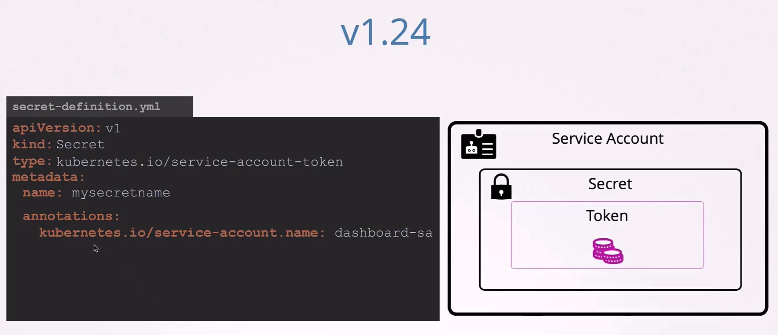 v1.24
secret-definition.yml
apiVersion: v1
kind: Secret
type: kubernetes.io/service-account-token
metadata:
name: mysecretname
annotations:
kubernetes.io/service-account.name: dashboard-sa
Service Account
Secret
Token